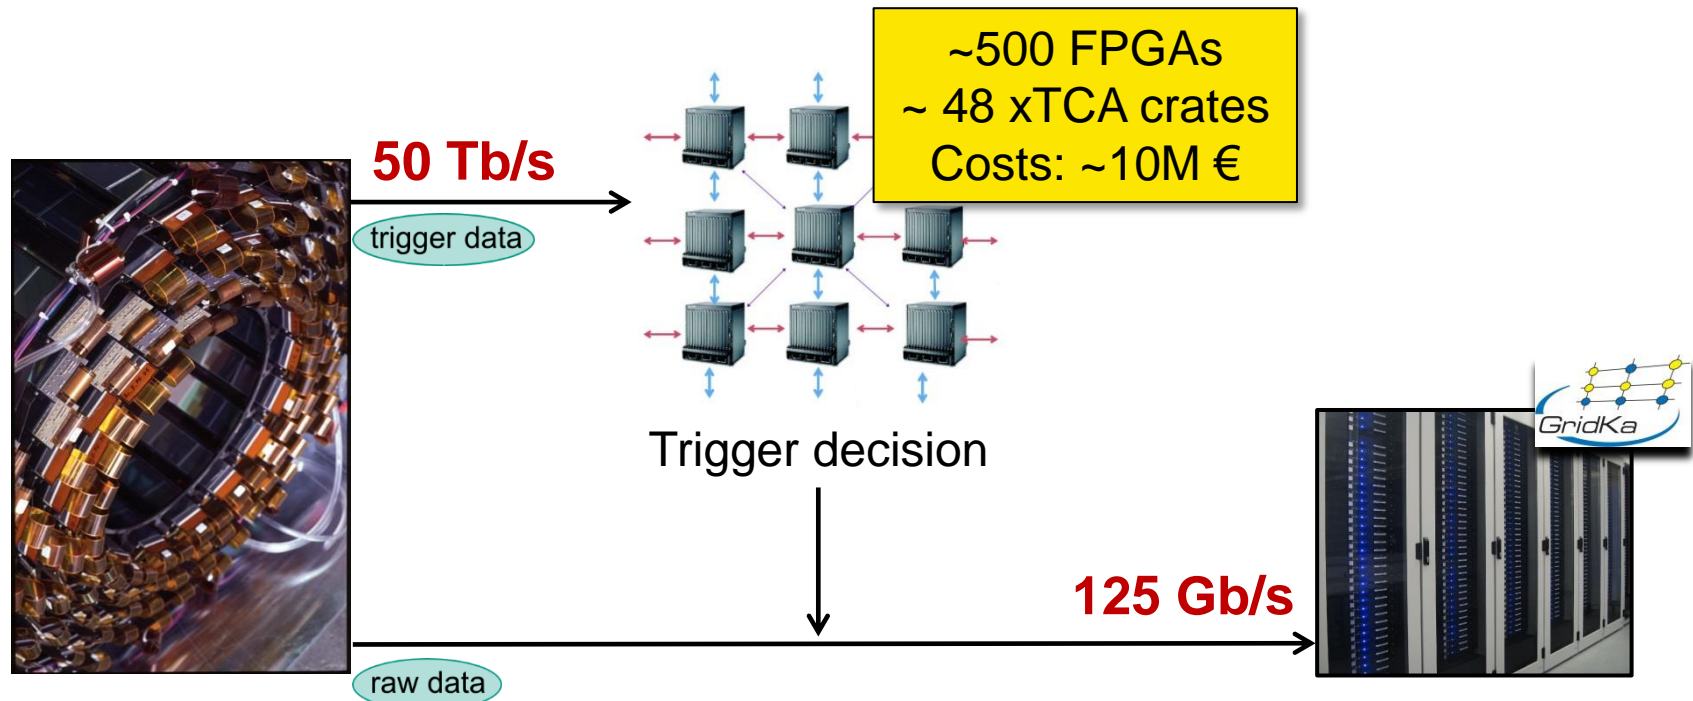 ~500 FPGAs
~ 48 xTCA crates
Costs: ~10M €
50 Tb/s
trigger data
Trigger decision
GridKa
125 Gb/s
raw data